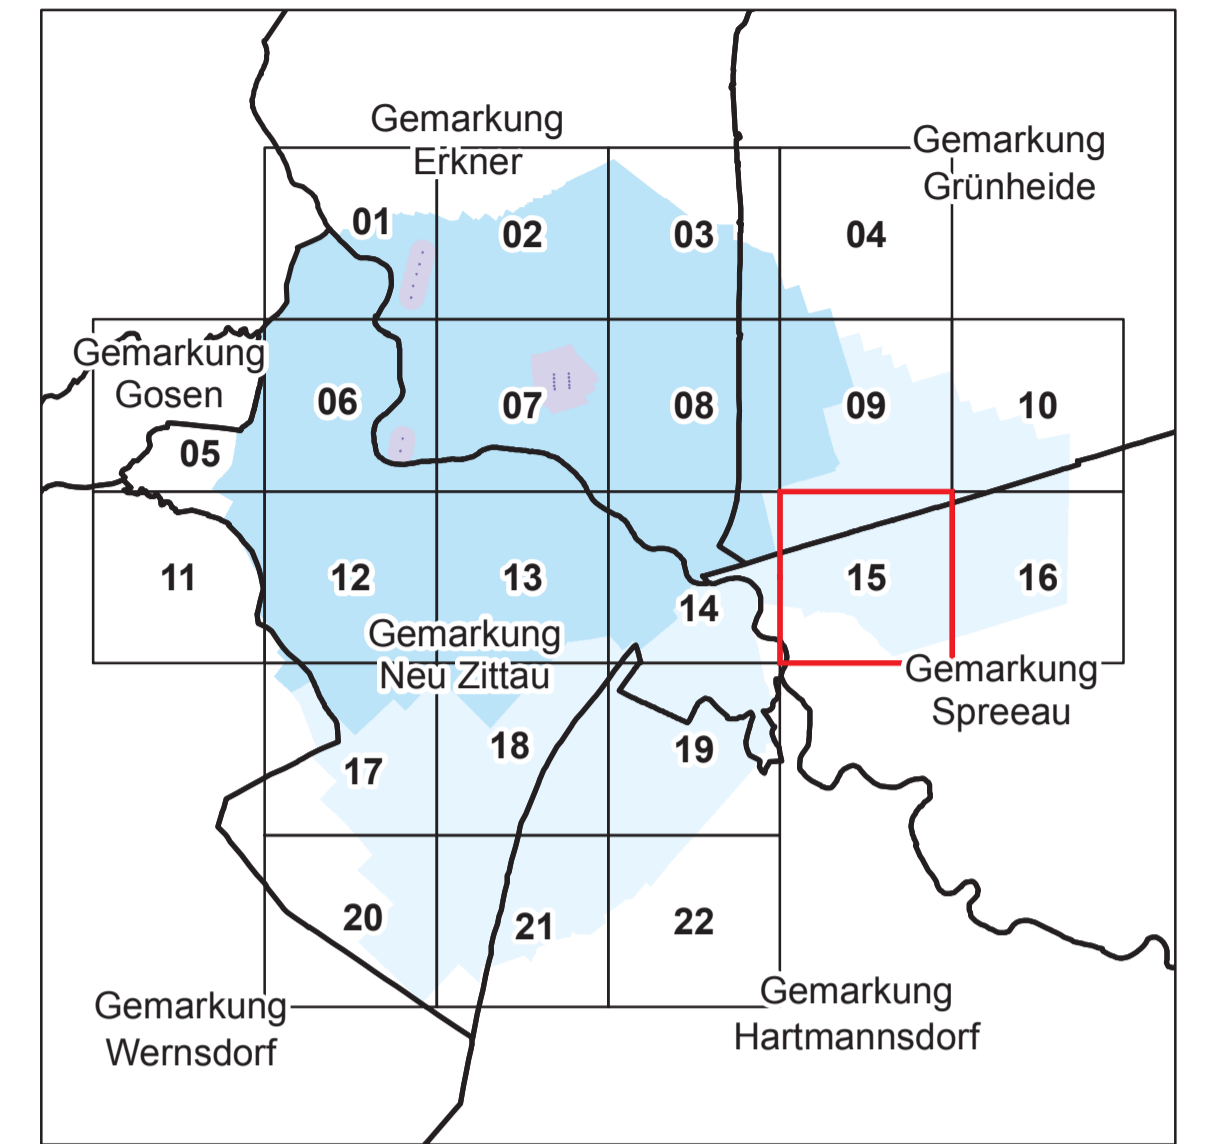 Gemarkung
Erkner
Gemarkung
Grünheide
01
02
03
04
Gemarkung
Gosen
05
06
07
08
09
10
11
12
13
14
15
16
Gemarkung
Neu Zittau
Gemarkung
Spreeau
17
18
19
20
21
22
Gemarkung
Wernsdorf
Gemarkung
Hartmannsdorf